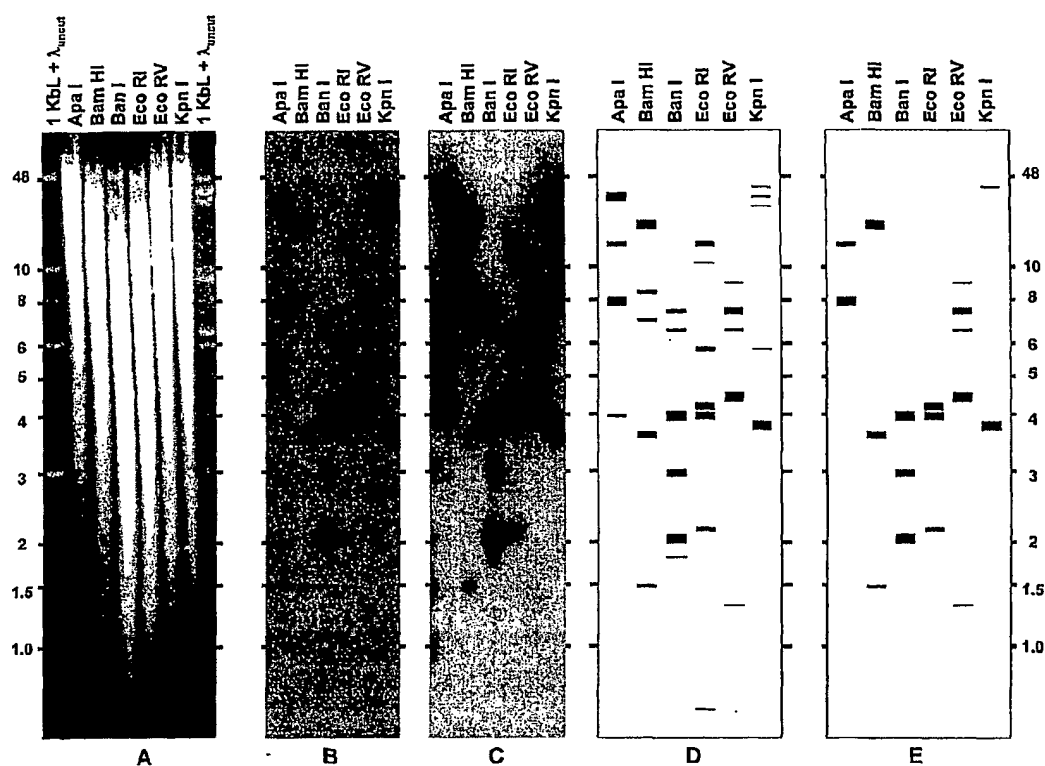 1 KbL + λuncut
Apa I
Bam HI
Ban I
Eco RI
Eco RV
Kpn I
1 KbL + λuncut
Apa I
Bam HI
Ban I
Eco RI
Eco RV
Kpn I
Apa I
Bam HI
Ban I
Eco RI
Eco RV
Kpn I
Apa I
Bam HI
Ban I
Eco RI
Eco RV
Kpn I
Apa I
Bam HI
Ban I
Eco RI
Eco RV
Kpn I
48
10
8
6
5
4
3
2
1.5
1.0
48
10
8
6
5
4
3
2
1.5
1.0
A
B
C
D
E